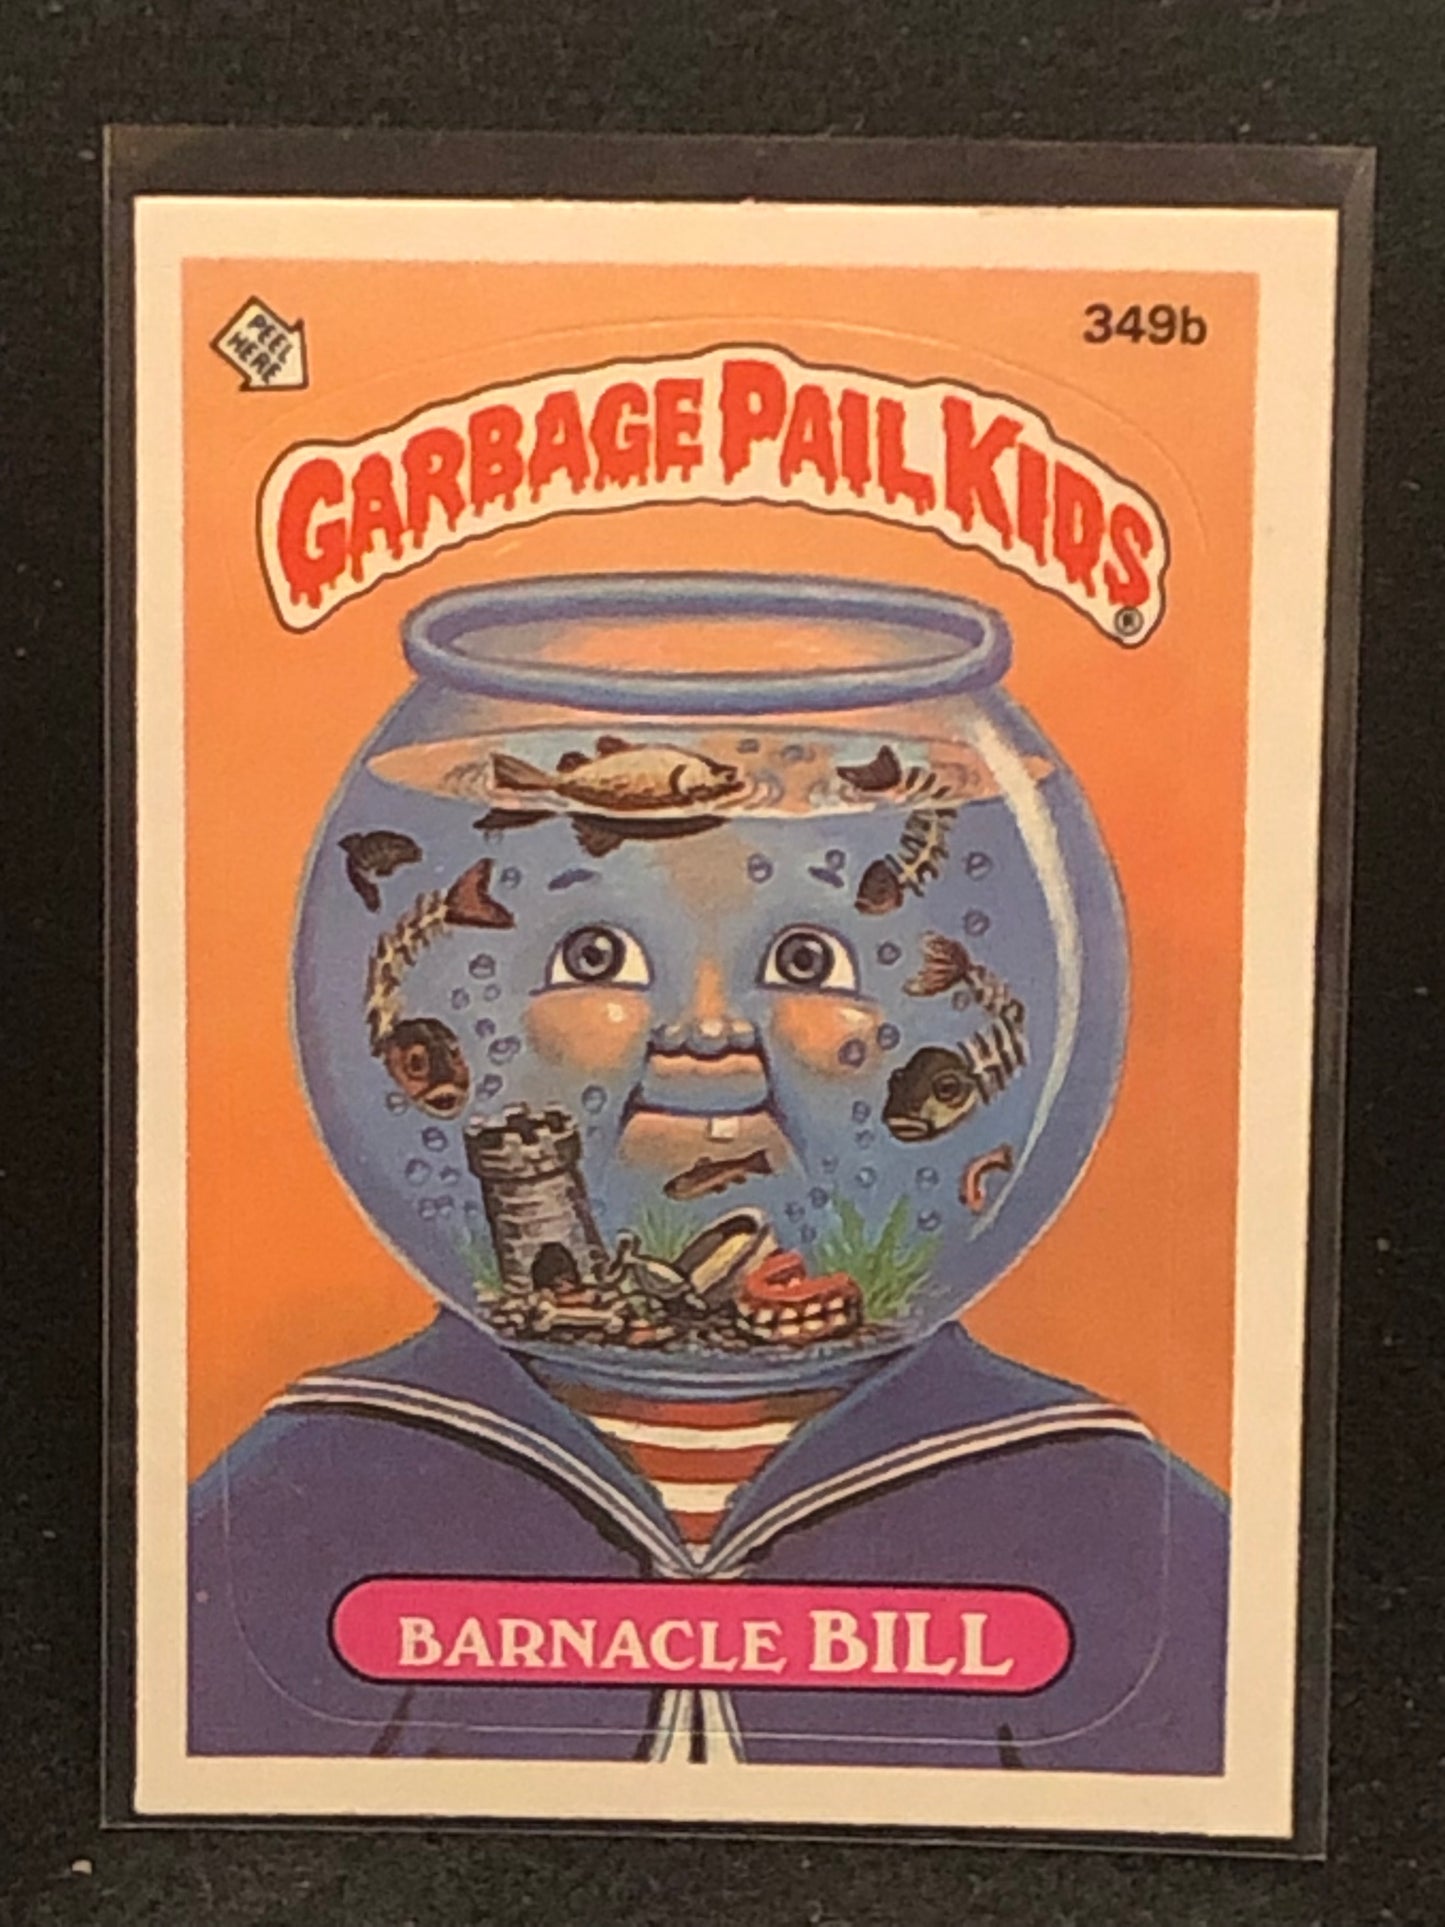 PEEL
HERE
349b
GARBAGE PAIL KIDS
®
BARNACLE BILL